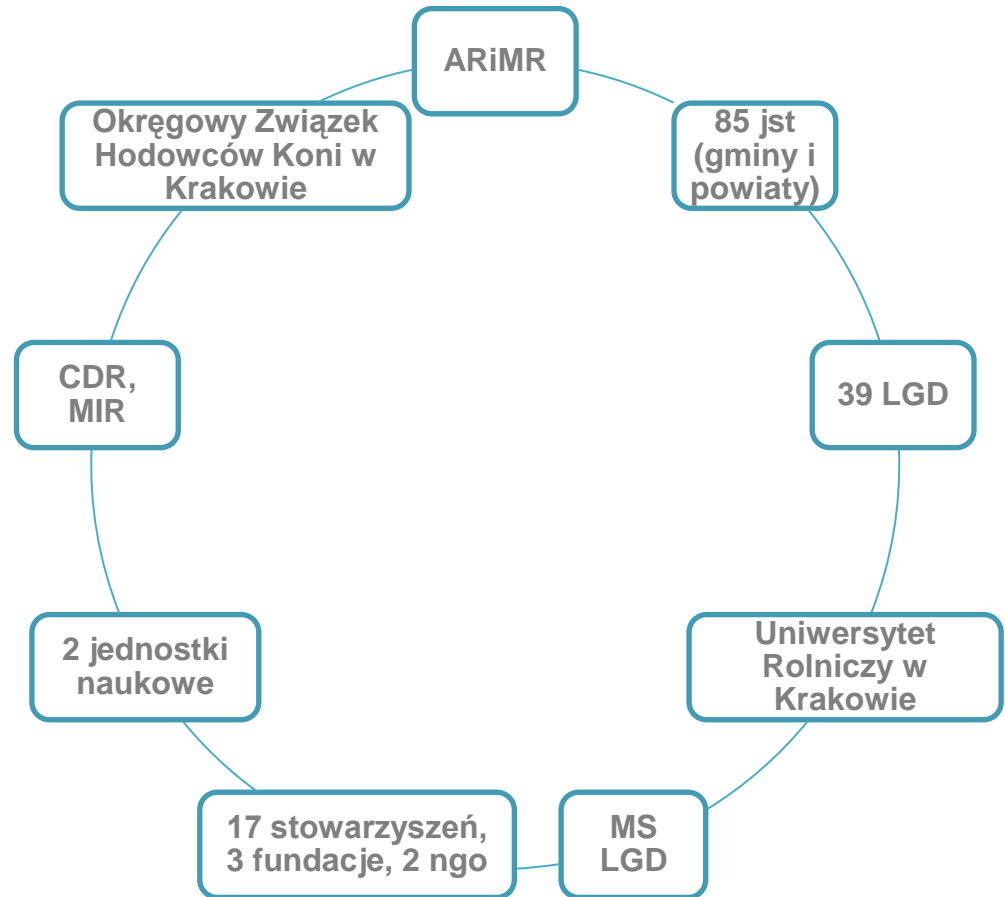 ARiMR
85 jst
(gminy i
powiaty)
39 LGD
Uniwersytet
Rolniczy w
Krakowie
MS
LGD
17 stowarzyszeń,
3 fundacje, 2 ngo
2 jednostki
naukowe
CDR,
MIR
Okręgowy Związek
Hodowców Koni w
Krakowie